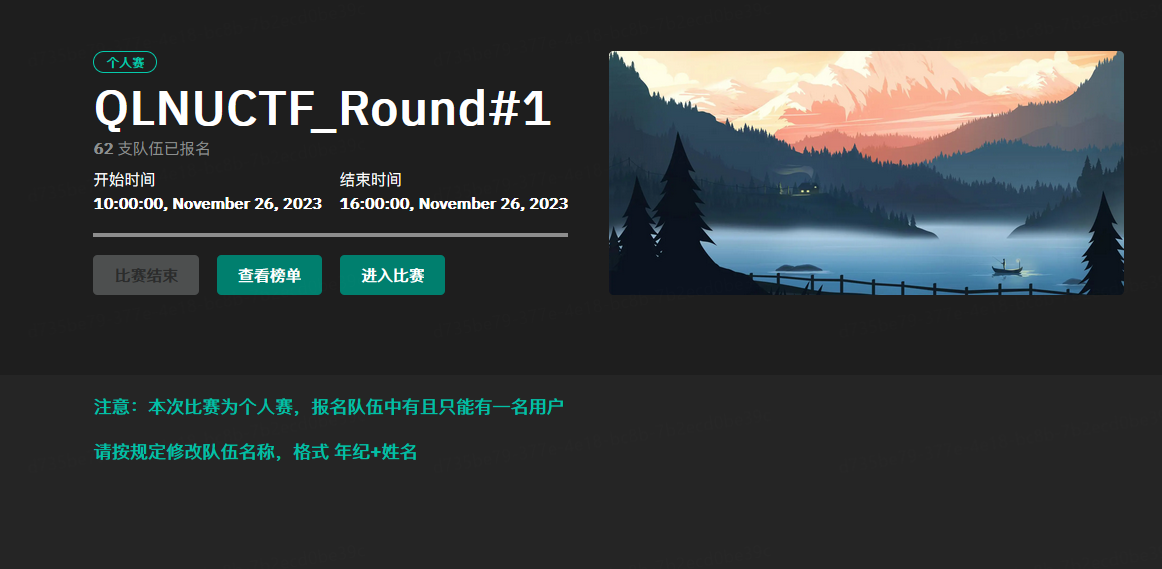 个人赛
QLNUCTF_Round#1
62 支队伍已报名
开始时间 结束时间
10:00:00, November 26, 2023 16:00:00, November 26, 2023
比赛结束 查看榜单 进入比赛
注意：本次比赛为个人赛，报名队伍中有且只能有一名用户
请按规定修改队伍名称，格式 年纪+姓名